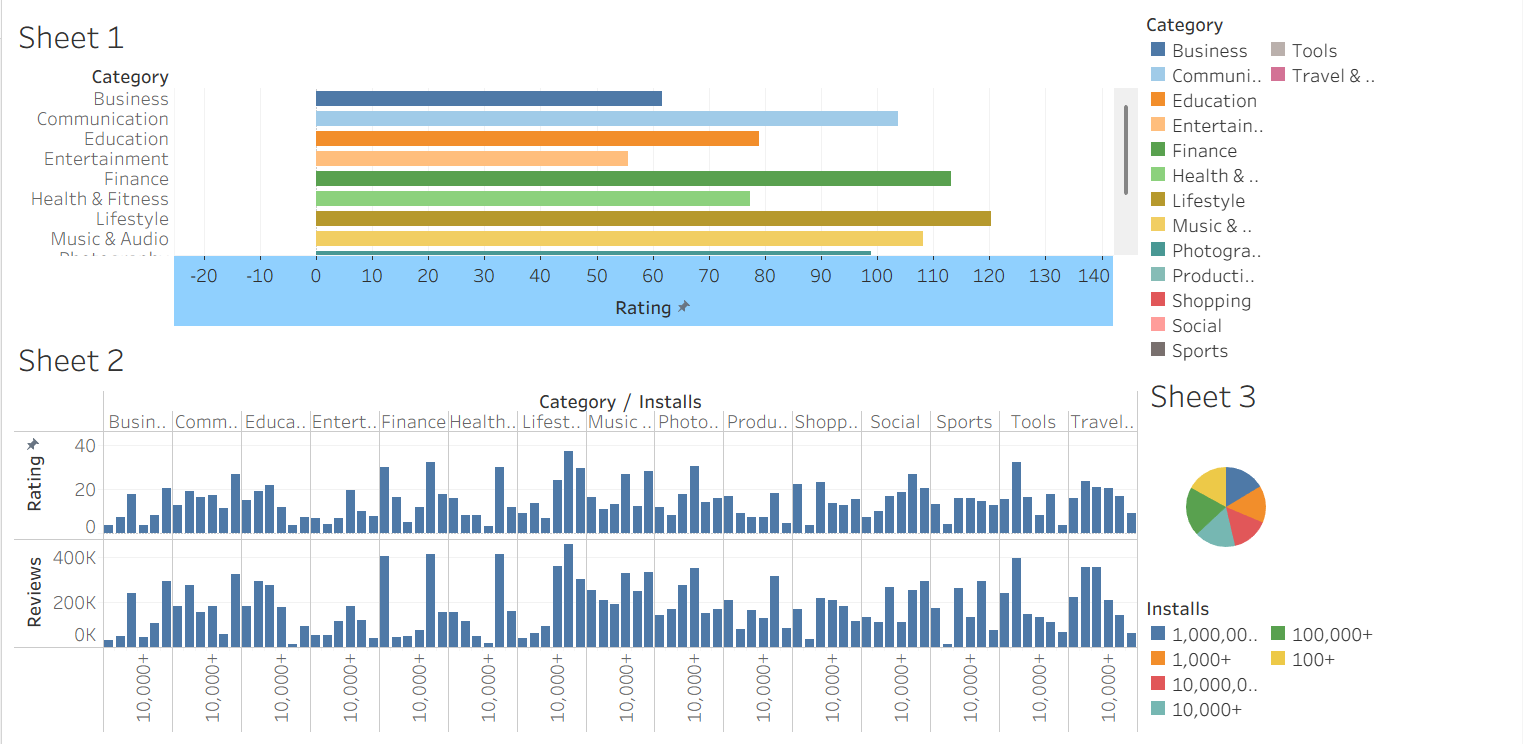 Sheet 1
Category
Business
Communication
Education
Entertainment
Finance
Health & Fitness
Lifestyle
Music & Audio
-20 -10 0 10 20 30 40 50 60 70 80 90 100 110 120 130 140
Rating
Category
Business
Communi..
Education
Entertain..
Finance
Health & ..
Lifestyle
Music & ..
Photogra..
Producti..
Shopping
Social
Sports
Tools
Travel & ..
Sheet 2
Category / Installs
Busin.. Comm.. Educa.. Entert.. Finance Health.. Lifest.. Music .. Photo.. Produ.. Shopp.. Social Sports Tools Travel..
Rating
40
20
0
Reviews
400K
200K
0K
10,000+ 10,000+ 10,000+ 10,000+ 10,000+ 10,000+ 10,000+ 10,000+ 10,000+ 10,000+ 10,000+ 10,000+ 10,000+ 10,000+ 10,000+
Sheet 3
Installs
1,000,00..
1,000+
10,000,0..
10,000+
100,000+
100+